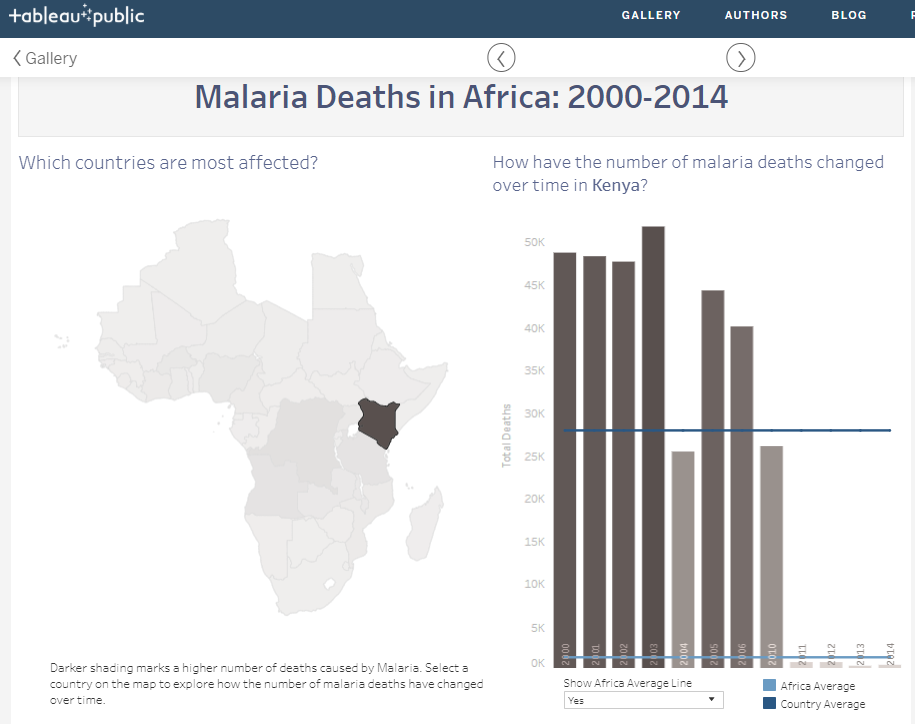 +ableau public
GALLERY AUTHORS BLOG
Gallery
Malaria Deaths in Africa: 2000-2014
Which countries are most affected?
How have the number of malaria deaths changed
over time in Kenya?
50K
45K
40K
35K
30K
25K
20K
15K
10K
5K
0K
Total Deaths
2000 2001 2002 2003 2004 2005 2006 2010 2011 2012 2013 2014
Darker shading marks a higher number of deaths caused by Malaria. Select a
country on the map to explore how the number of malaria deaths have changed
over time.
Show Africa Average Line
Yes
Africa Average
Country Average